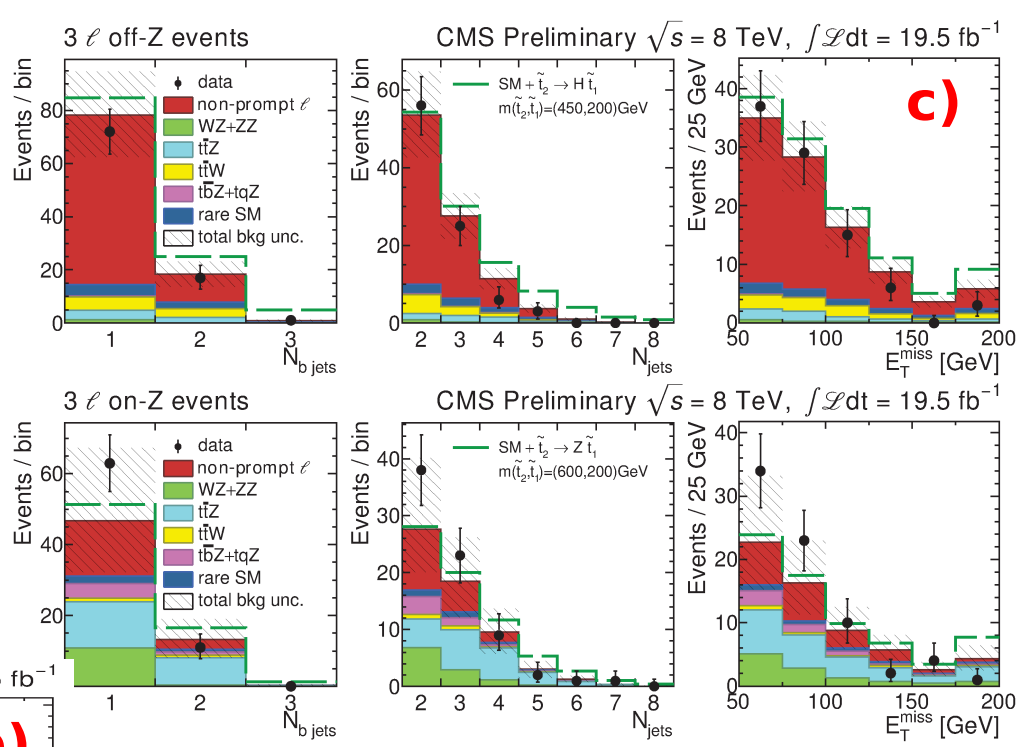 3 ℓ off-Z events
CMS Preliminary √s = 8 TeV, ∫ℒdt = 19.5 fb⁻¹
Events / bin
80
60
40
20
0
1 2 3
N_b jets
data
non-prompt ℓ
WZ+ZZ
tt̄Z
tt̄W
tb̄Z+tqZ
rare SM
total bkg unc.
Events / bin
60
40
20
0
2 3 4 5 6 7 8
N_jets
SM + t̃₂ → H t̃₁
m(t̃₂,t̃₁)=(450,200)GeV
Events / 25 GeV
40
30
20
10
0
50 100 150 200
E_T^miss [GeV]
c)
3 ℓ on-Z events
CMS Preliminary √s = 8 TeV, ∫ℒdt = 19.5 fb⁻¹
Events / bin
60
40
20
1 2 3
N_b jets
data
non-prompt ℓ
WZ+ZZ
tt̄Z
tt̄W
tb̄Z+tqZ
rare SM
total bkg unc.
Events / bin
40
30
20
10
0
2 3 4 5 6 7 8
N_jets
SM + t̃₂ → Z t̃₁
m(t̃₂,t̃₁)=(600,200)GeV
Events / 25 GeV
40
30
20
10
0
50 100 150 200
E_T^miss [GeV]
fb⁻¹